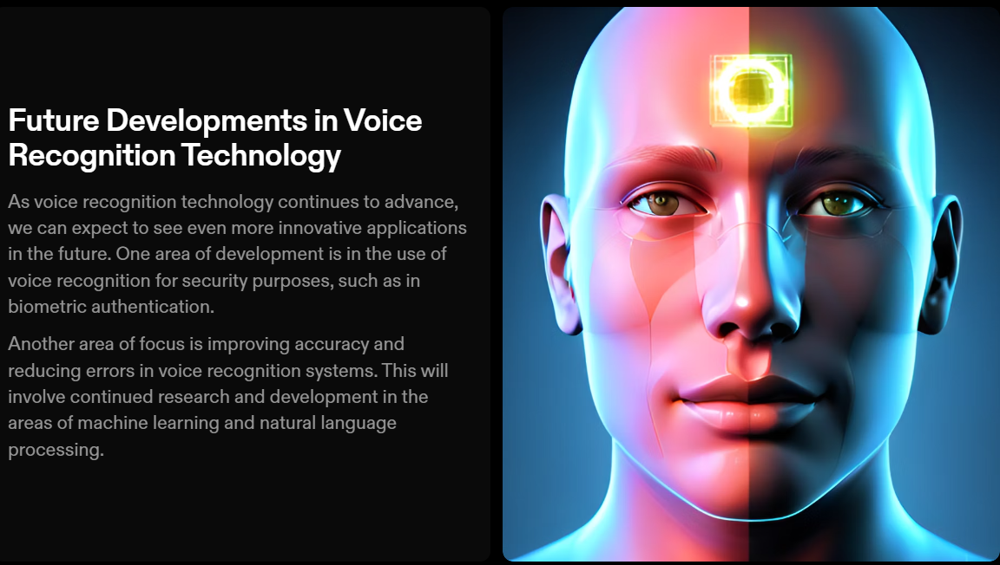 Future Developments in Voice
Recognition Technology
As voice recognition technology continues to advance,
we can expect to see even more innovative applications
in the future. One area of development is in the use of
voice recognition for security purposes, such as in
biometric authentication.
Another area of focus is improving accuracy and
reducing errors in voice recognition systems. This will
involve continued research and development in the
areas of machine learning and natural language
processing.